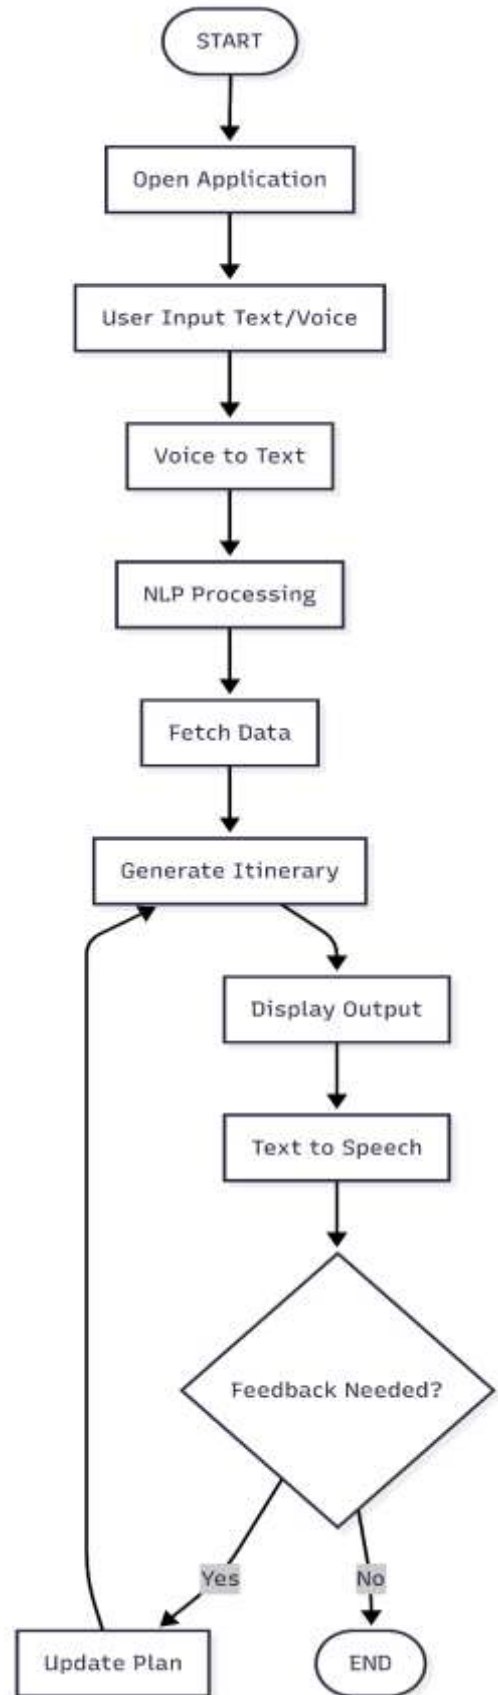 START
Open Application
User Input Text/Voice
Voice to Text
NLP Processing
Fetch Data
Generate Itinerary
Display Output
Text to Speech
Feedback Needed?
Yes
No
Update Plan
END